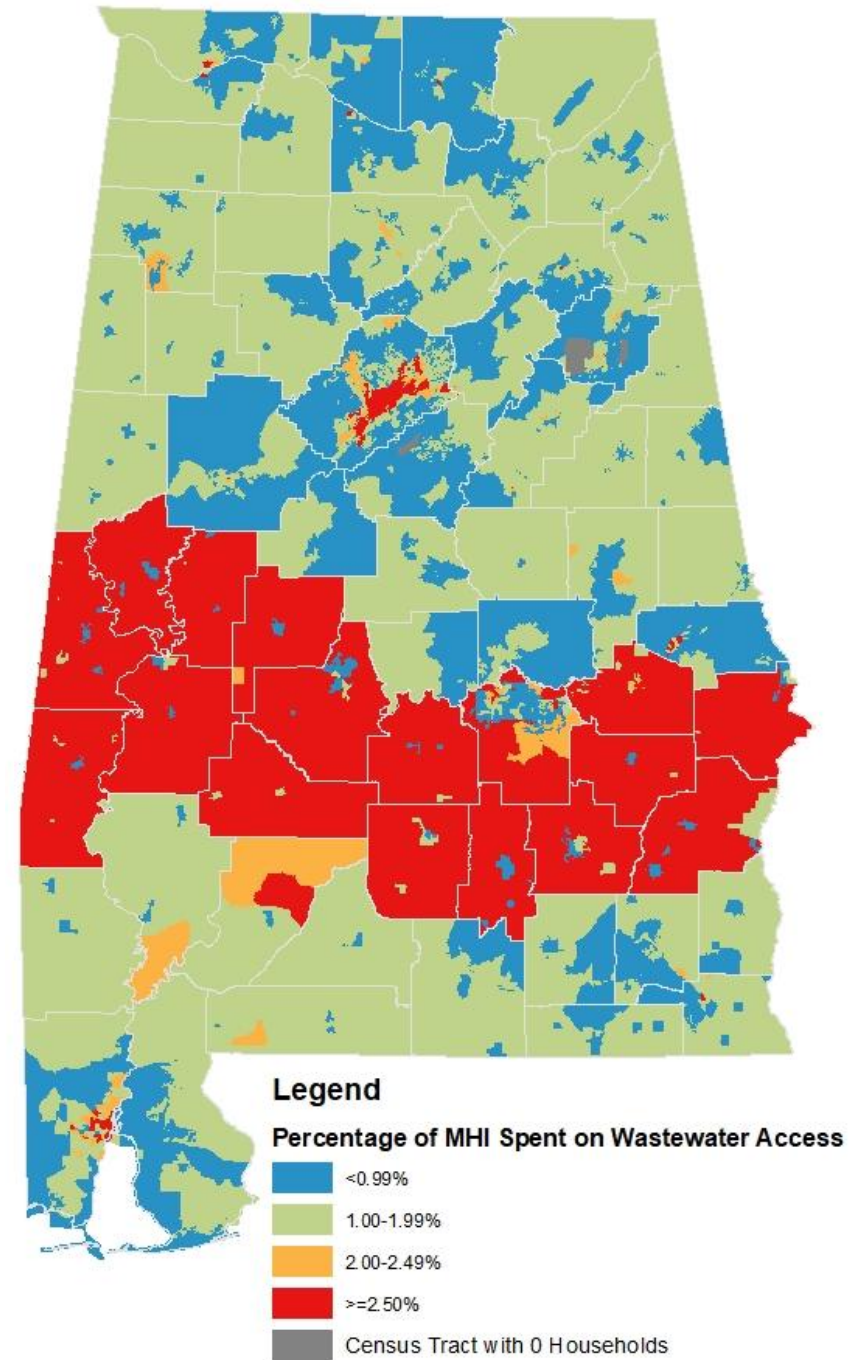 Legend
Percentage of MHI Spent on Wastewater Access
<0.99%
1.00-1.99%
2.00-2.49%
>=2.50%
Census Tract with 0 Households